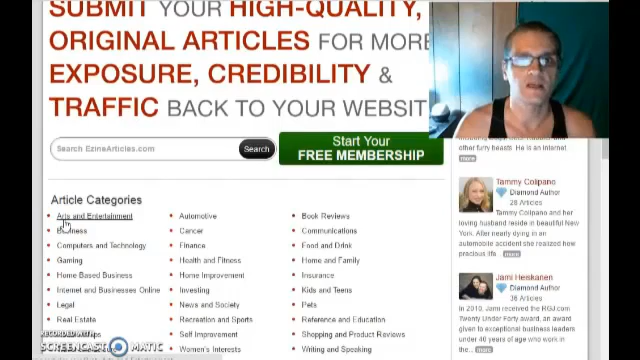 SUBMIT YOUR HIGH-QUALITY,
ORIGINAL ARTICLES FOR MORE
EXPOSURE, CREDIBILITY &
TRAFFIC BACK TO YOUR WEBSIT
Search EzineArticles.com
Search
Start Your
FREE MEMBERSHIP
Article Categories
Arts and Entertainment
Automotive
Book Reviews
Business
Cancer
Communications
Computers and Technology
Finance
Food and Drink
Gaming
Health and Fitness
Home and Family
Home Based Business
Home Improvement
Insurance
Internet and Businesses Online
Investing
Kids and Teens
Legal
News and Society
Pets
Real Estate
Recreation and Sports
Reference and Education
Self Improvement
Shopping and Product Reviews
Women's Interests
Writing and Speaking
other furry beasts. He is an Internet
more
Tammy Colipano
Diamond Author
28 Articles
Tammy Colipano and her
loving husband reside in beautiful New
York. After nearly dying in an
automobile accident she realized how
precious life ...
more
Jami Heiskanen
Diamond Author
36 Articles
In 2010, Jami received the RGJ.com
Twenty Under Forty award, an award
given to exceptional business leaders
under 40 years of age who work in
the...
more
RECORDED WITH
SCREENCAST MATIC